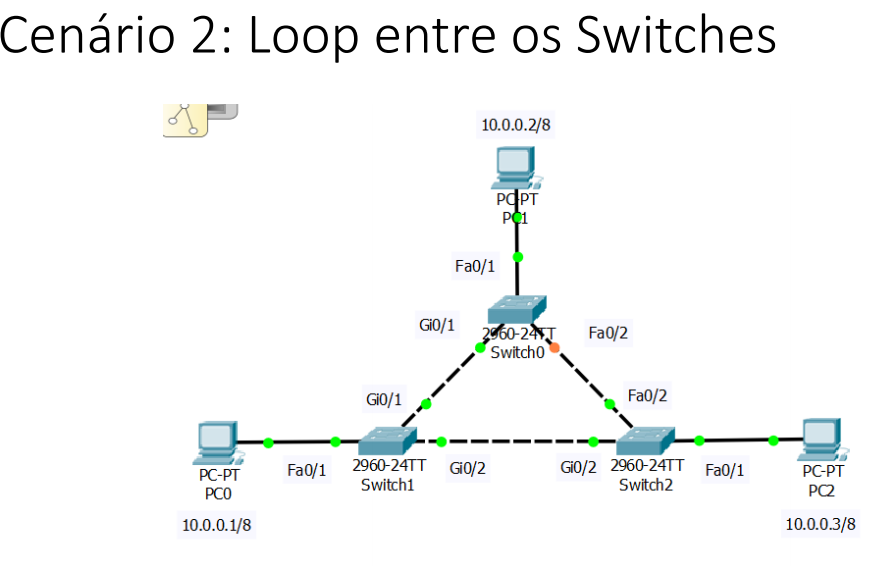 Cenário 2: Loop entre os Switches
10.0.0.2/8
PC-PT
PC1
Fa0/1
Gi0/1
2960-24TT
Switch0
Fa0/2
Gi0/1
Fa0/2
PC-PT
PC0
Fa0/1
2960-24TT
Switch1
Gi0/2
Gi0/2
2960-24TT
Switch2
Fa0/1
PC-PT
PC2
10.0.0.1/8
10.0.0.3/8